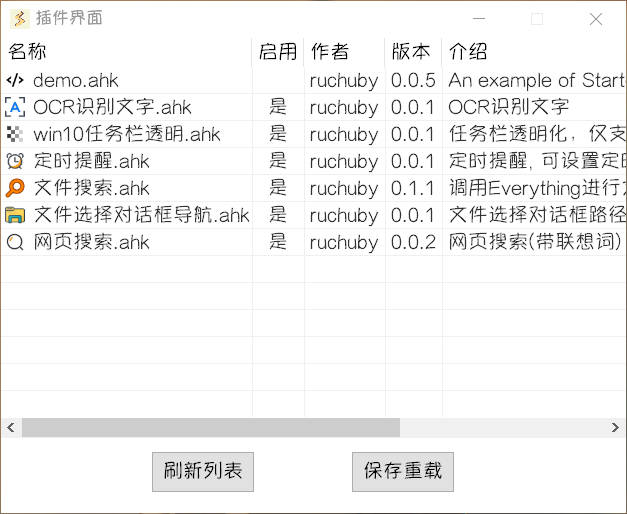 插件界面
名称 启用 作者 版本 介绍
demo.ahk ruchuby 0.0.5 An example of Start
OCR识别文字.ahk 是 ruchuby 0.0.1 OCR识别文字
win10任务栏透明.ahk 是 ruchuby 0.0.1 任务栏透明化，仅支
定时提醒.ahk 是 ruchuby 0.0.1 定时提醒, 可设置定时
文件搜索.ahk 是 ruchuby 0.1.1 调用Everything进行
文件选择对话框导航.ahk 是 ruchuby 0.0.1 文件选择对话框路径
网页搜索.ahk 是 ruchuby 0.0.2 网页搜索(带联想词)
刷新列表 保存重载